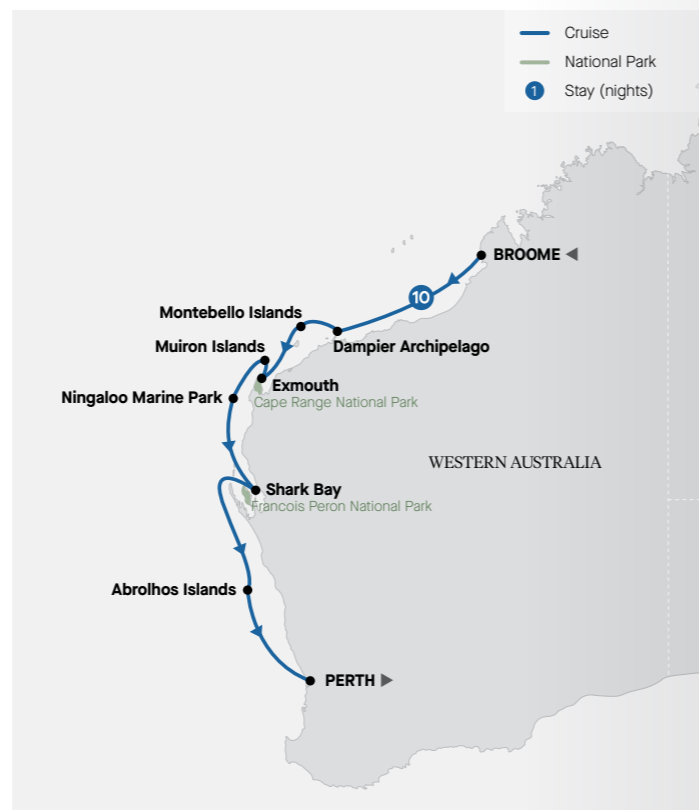 Cruise
National Park
1 Stay (nights)
BROOME
10
Montebello Islands
Dampier Archipelago
Muiron Islands
Exmouth
Cape Range National Park
Ningaloo Marine Park
WESTERN AUSTRALIA
Shark Bay
Francois Peron National Park
Abrolhos Islands
PERTH